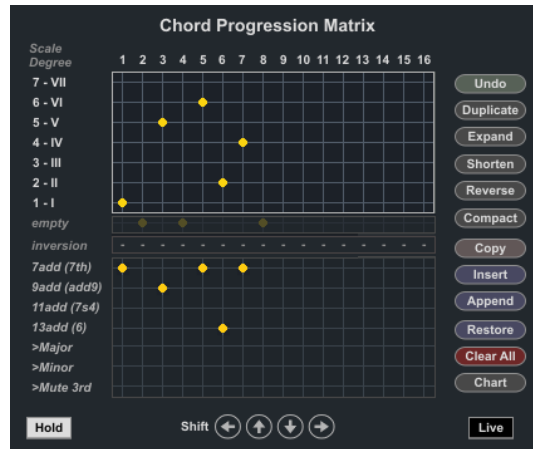 Chord Progression Matrix
Scale
Degree
1 2 3 4 5 6 7 8 9 10 11 12 13 14 15 16
7 - VII
6 - VI
5 - V
4 - IV
3 - III
2 - II
1 - I
empty
inversion - - - - - - - - - - - - - - - -
7add (7th)
9add (add9)
11add (7s4)
13add (6)
>Major
>Minor
>Mute 3rd
Undo
Duplicate
Expand
Shorten
Reverse
Compact
Copy
Insert
Append
Restore
Clear All
Chart
Hold
Shift
Live